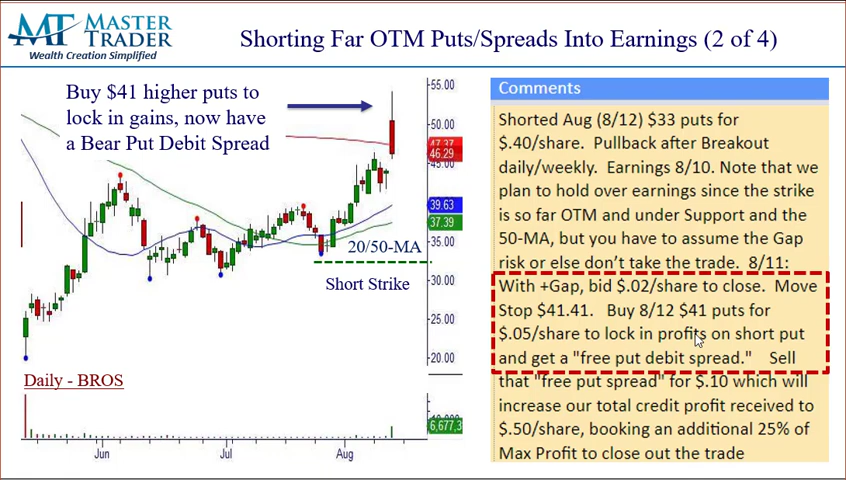 MASTER
TRADER
Wealth Creation Simplified
Shorting Far OTM Puts/Spreads Into Earnings (2 of 4)
Buy $41 higher puts to
lock in gains, now have
a Bear Put Debit Spread
55.00
50.00
47.37
46.29
45.00
39.63
37.39
35.00
30.00
20.00
20/50-MA
Short Strike
Daily - BROS
6,677,3
Jun
Jul
Aug
Comments
Shorted Aug (8/12) $33 puts for
$.40/share. Pullback after Breakout
daily/weekly. Earnings 8/10. Note that we
plan to hold over earnings since the strike
is so far OTM and under Support and the
50-MA, but you have to assume the Gap
risk or else don't take the trade. 8/11:
With +Gap, bid $.02/share to close. Move
Stop $41.41. Buy 8/12 $41 puts for
$.05/share to lock in profits on short put
and get a "free put debit spread." Sell
that "free put spread" for $.10 which will
increase our total credit profit received to
$.50/share, booking an additional 25% of
Max Profit to close out the trade